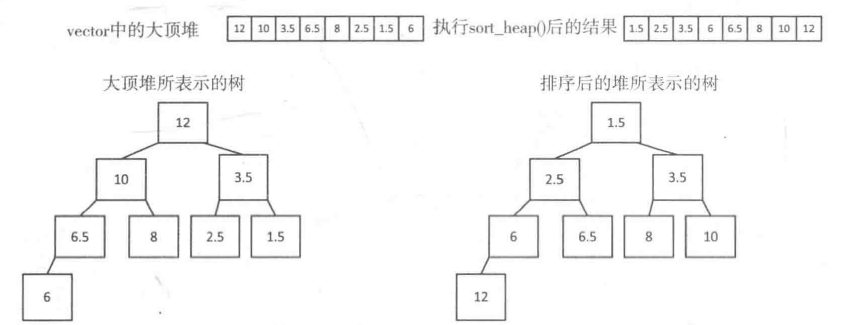 vector中的大顶堆 12 10 3.5 6.5 8 2.5 1.5 6 执行sort_heap()后的结果 1.5 2.5 3.5 6 6.5 8 10 12
大顶堆所表示的树 排序后的堆所表示的树
12 1.5
10 3.5 2.5 3.5
6.5 8 2.5 1.5 6 6.5 8 10
6 12